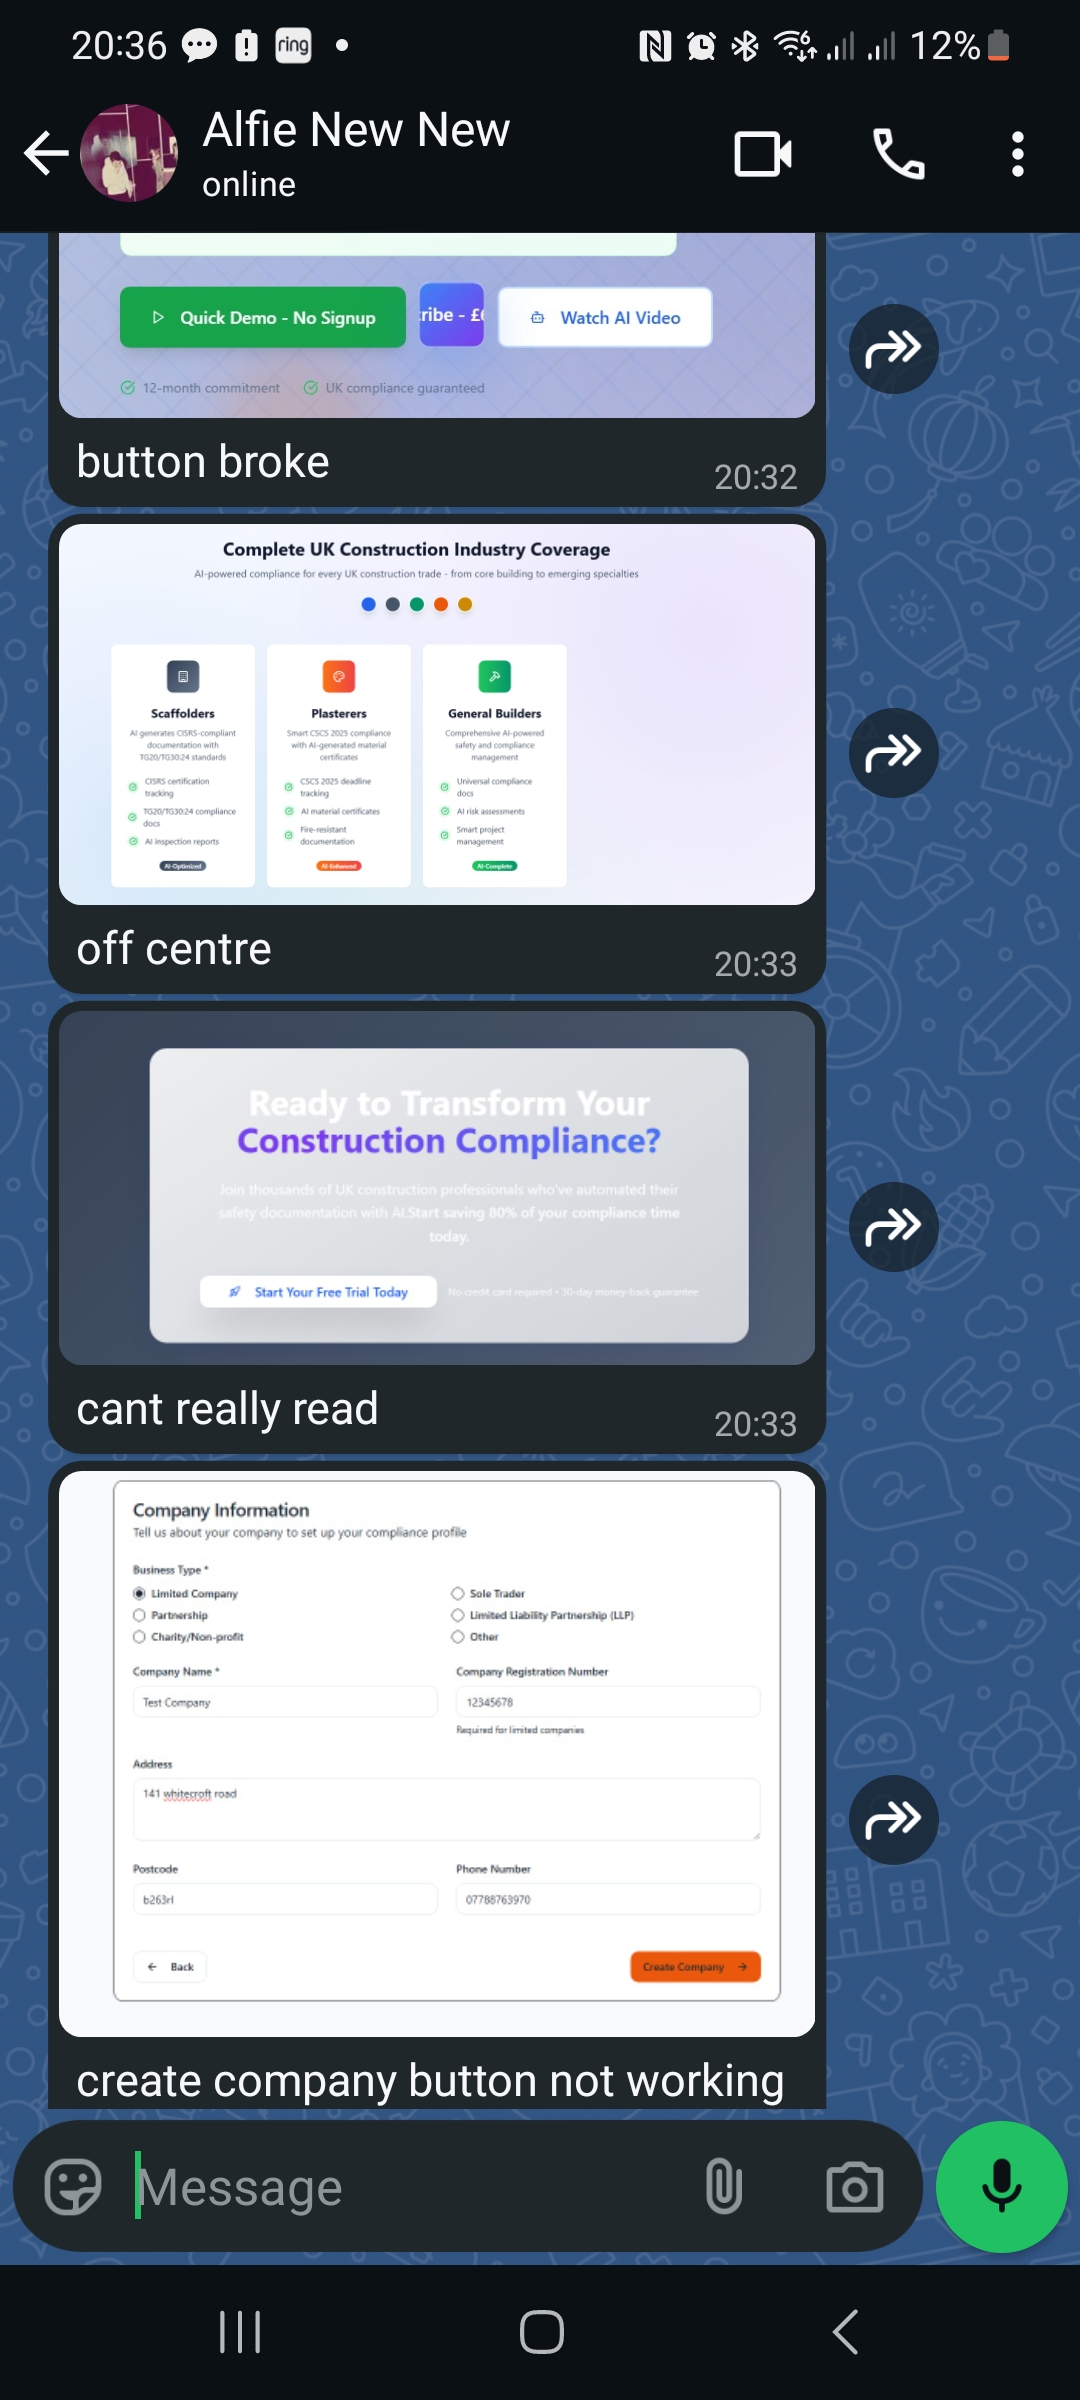 20:36
ring
12%
Alfie New New
online
Quick Demo - No Signup
ribe - £
Watch AI Video
12-month commitment
UK compliance guaranteed
button broke
20:32
Complete UK Construction Industry Coverage
AI-powered compliance for every UK construction trade - from core building to emerging specialties
Scaffolders
AI generates CISRS-compliant
documentation with
TG20/TG30:24 standards
CISRS certification
tracking
TG20/TG30:24 compliance
docs
AI inspection reports
AI-Optimized
Plasterers
Smart CSCS 2025 compliance
with AI-generated material
certificates
CSCS 2025 deadline
tracking
AI material certificates
Fire-resistant
documentation
AI-Enhanced
General Builders
Comprehensive AI-powered
safety and compliance
management
Universal compliance
docs
AI risk assessments
Smart project
management
AI-Complete
off centre
20:33
Ready to Transform Your
Construction Compliance?
Join thousands of UK construction professionals who've automated their
safety documentation with AI.Start saving 80% of your compliance time
today.
Start Your Free Trial Today
No credit card required • 30-day money-back guarantee
cant really read
20:33
Company Information
Tell us about your company to set up your compliance profile
Business Type *
Limited Company
Sole Trader
Partnership
Limited Liability Partnership (LLP)
Charity/Non-profit
Other
Company Name *
Company Registration Number
Test Company
12345678
Required for limited companies
Address
141 whitecroft road
Postcode
Phone Number
b263rl
07788763970
Back
Create Company
create company button not working
Message